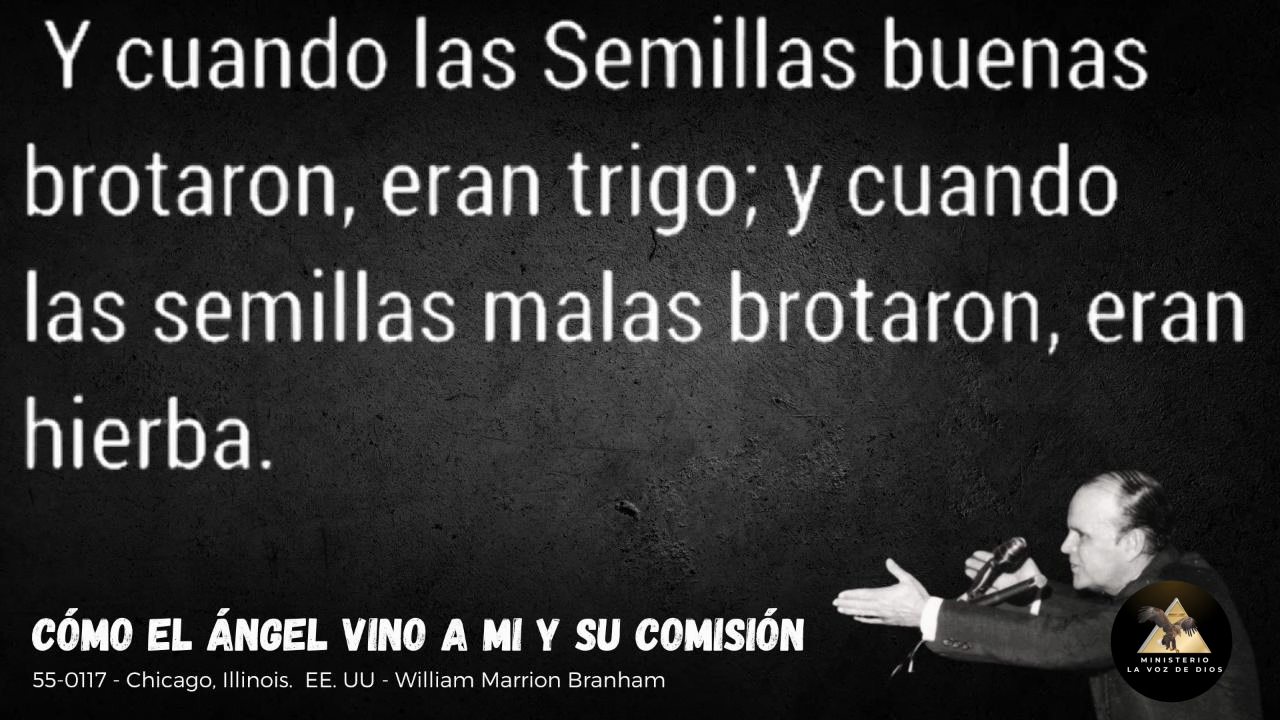 Y cuando las Semillas buenas
brotaron, eran trigo; y cuando
las semillas malas brotaron, eran
hierba.
CÓMO EL ÁNGEL VINO A MI Y SU COMISIÓN
55-0117 - Chicago, Illinois. EE. UU - William Marrion Branham
MINISTERIO
LA VOZ DE DIOS